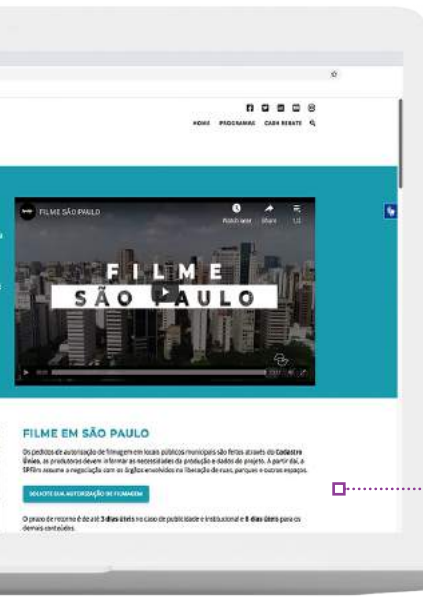 HOME PROGRAMAS CASH REBATE
FILME SÃO PAULO
Watch later Share 1/1
FILME
SÃO PAULO
FILME EM SÃO PAULO
Os pedidos de autorização de filmagem em locais públicos municipais são feitos através do Cadastro
Único, as produtoras devem informar as necessidades da produção e dados do projeto. A partir daí, a
SPFilm assume a negociação com os órgãos envolvidos na liberação de ruas, parques e outros espaços.
SOLICITE SUA AUTORIZAÇÃO DE FILMAGEM
O prazo de retorno é de até 3 dias úteis no caso de publicidade e institucional e 8 dias úteis para os
demais conteúdos.